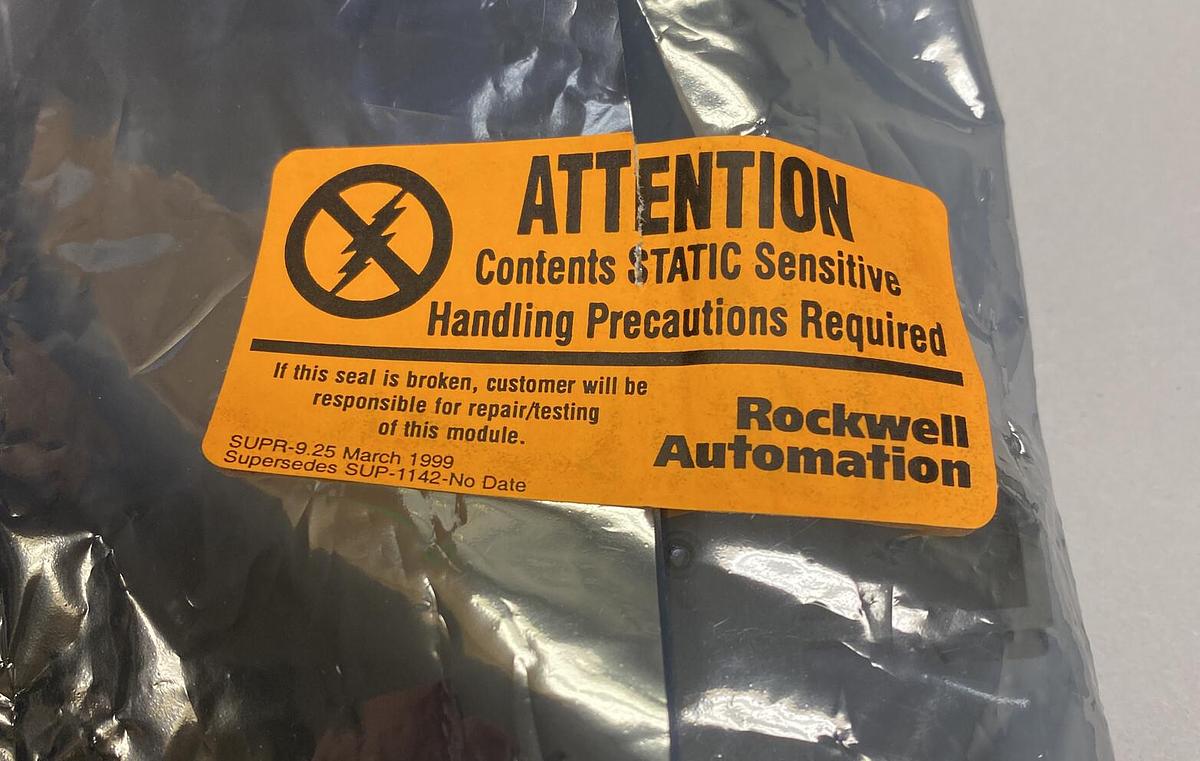 ATTENTION
Contents STATIC Sensitive
Handling Precautions Required
If this seal is broken, customer will be
responsible for repair/testing
of this module.
SUPR-9.25 March 1999
Supersedes SUP-1142-No Date
Rockwell
Automation